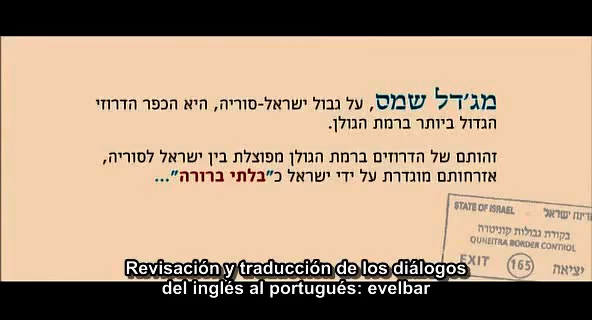 מג'דל שמס, על גבול ישראל-סוריה, היא הכפר הדרוזי
הגדול ביותר ברמת הגולן.
זהותם של הדרוזים ברמת הגולן מפוצלת בין ישראל לסוריה,
אזרחותם מוגדרת על ידי ישראל כ"בלתי ברורה"...
STATE OF ISRAEL מדינת ישראל
בקורת גבולות קוניטרה
QUNEITRA BORDER CONTROL
EXIT 165 יציאה
Revisación y traducción de los diálogos
del inglés al portugués: evelbar